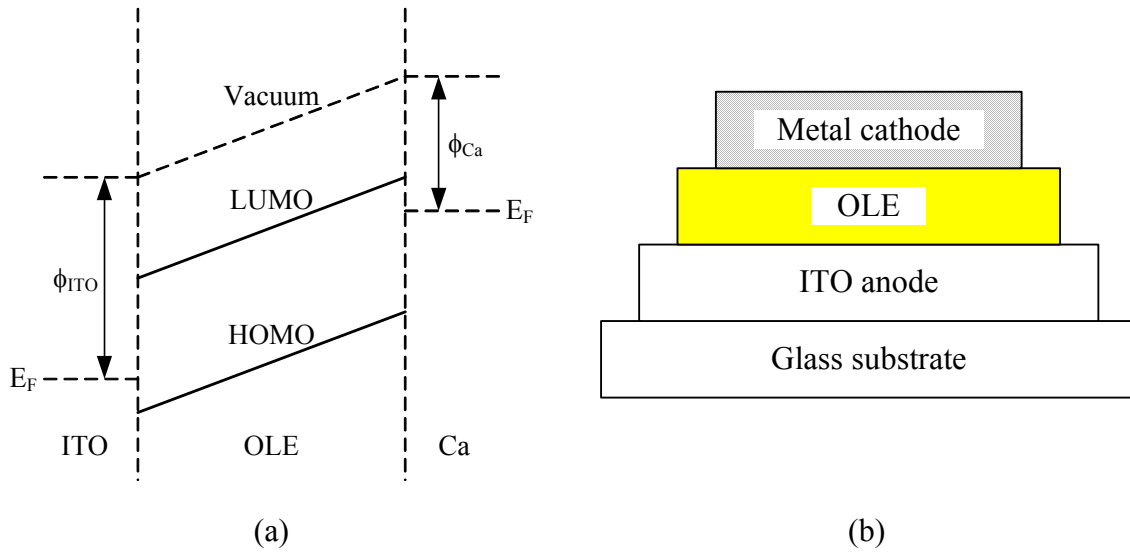 Vacuum
ϕCa
LUMO
EF
ϕITO
HOMO
EF
ITO
OLE
Ca
(a)
Metal cathode
OLE
ITO anode
Glass substrate
(b)